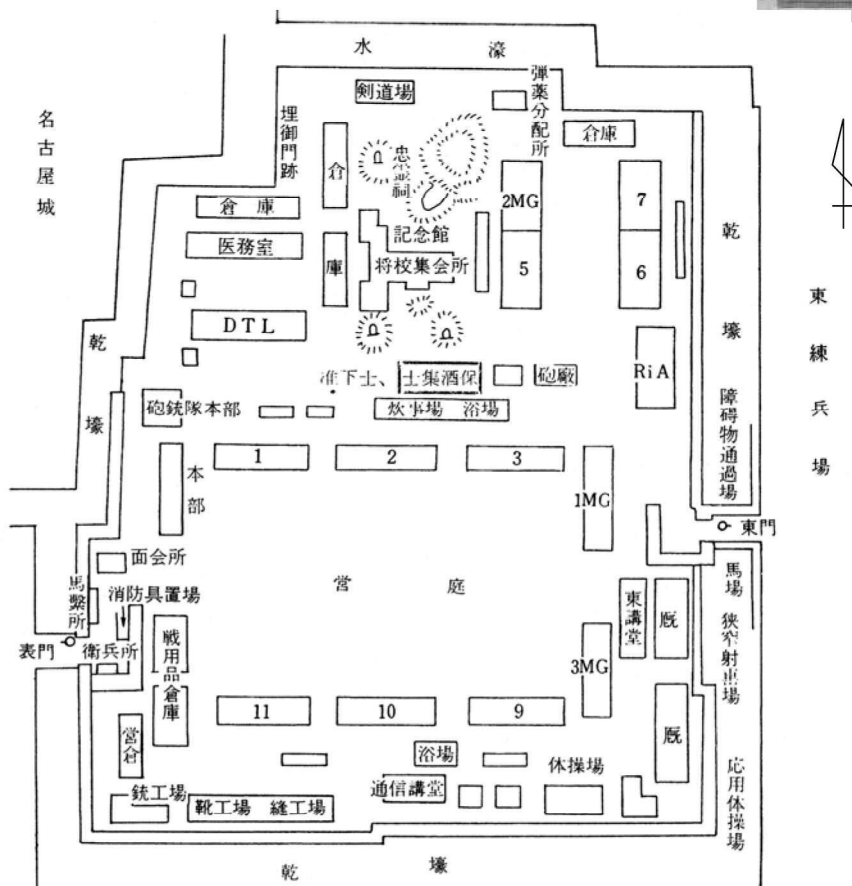 水濠
剣道場
弾薬分配所
倉庫
名古屋城
埋御門跡
倉庫
忠霊祠
2MG
7
倉庫
記念館
乾壕
医務室
将校集会所
5
6
東練兵場
DTL
乾壕
准下士、士集酒保
砲廠
RiA
砲銃隊本部
炊事場 浴場
障碍物通過場
1
2
3
本部
1MG
東門
面会所
営庭
馬繫所
消防具置場
馬場
狭窄射出場
東講堂
厩
表門
衛兵所
戦用品倉庫
3MG
11
10
9
営倉
厩
浴場
体操場
応用体操場
銃工場
通信講堂
靴工場 縫工場
乾壕